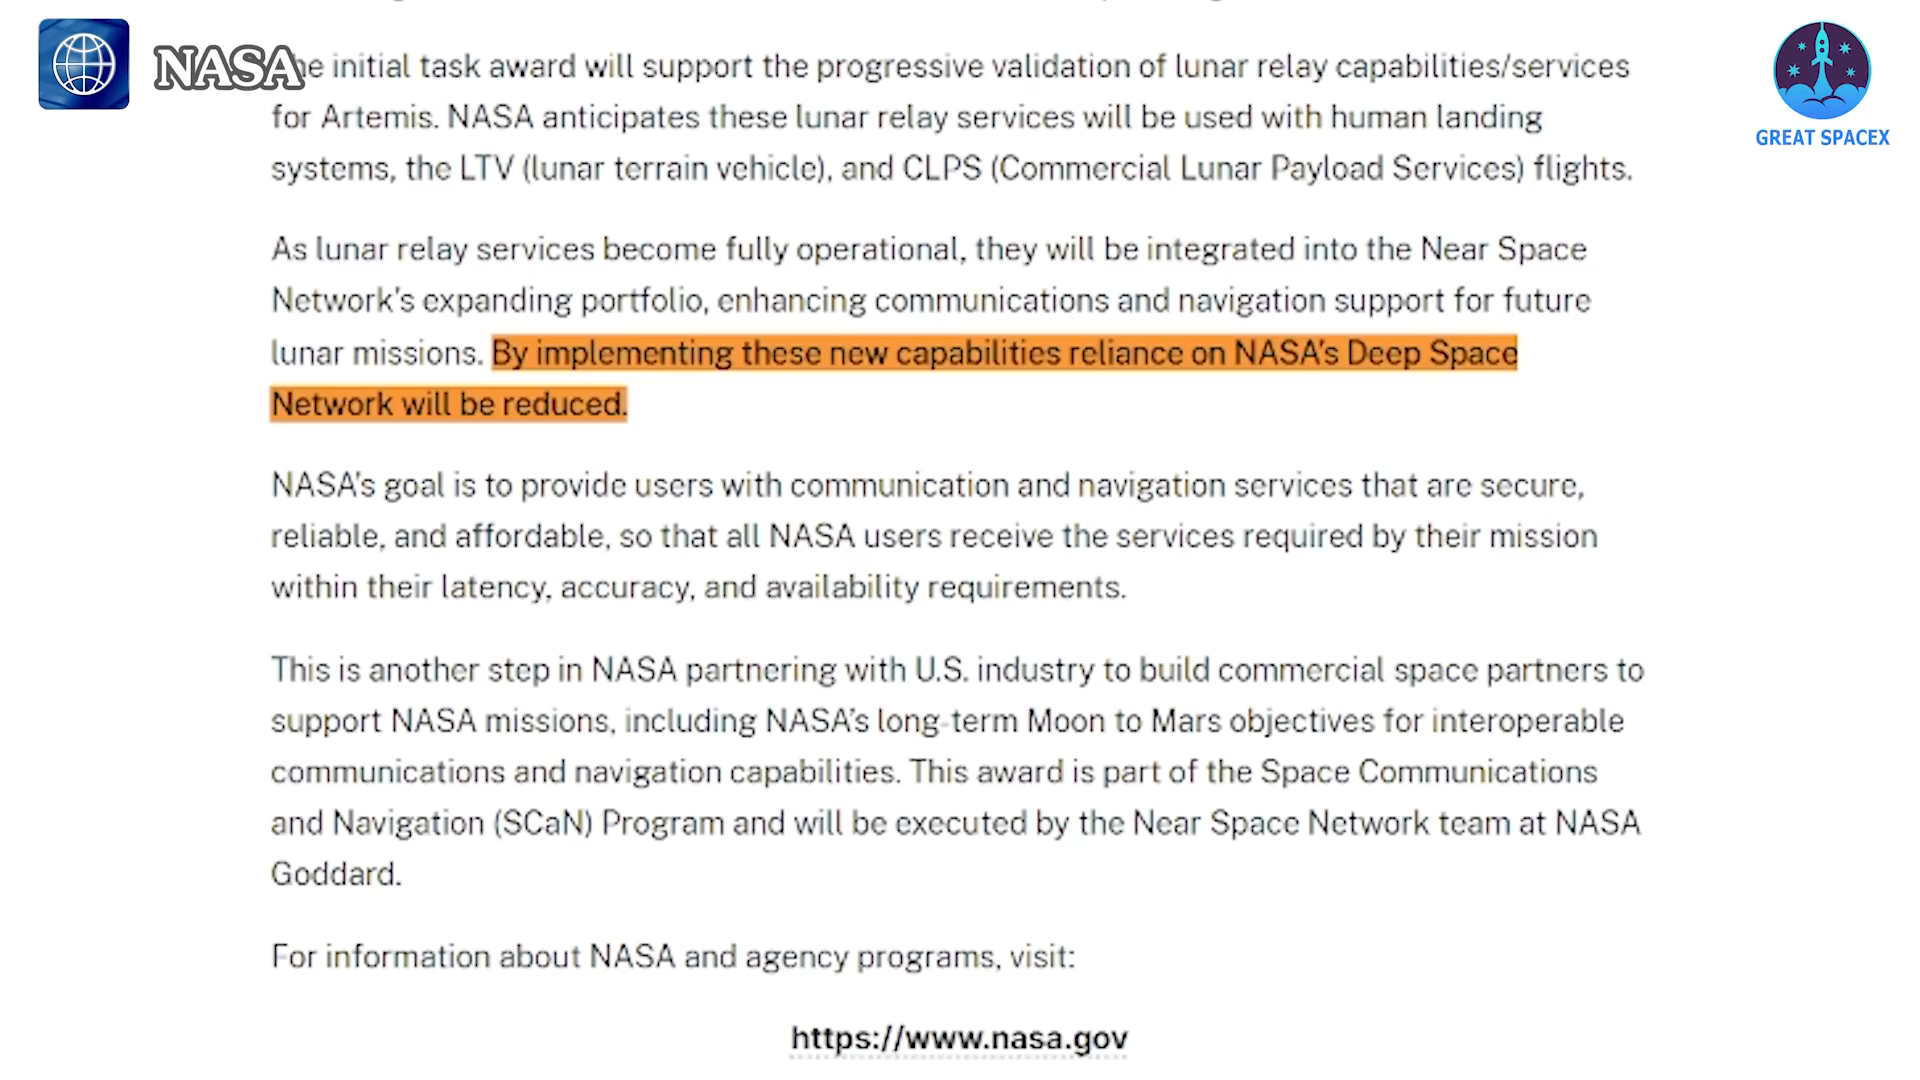 NASA
GREAT SPACEX
he initial task award will support the progressive validation of lunar relay capabilities/services
for Artemis. NASA anticipates these lunar relay services will be used with human landing
systems, the LTV (lunar terrain vehicle), and CLPS (Commercial Lunar Payload Services) flights.
As lunar relay services become fully operational, they will be integrated into the Near Space
Network's expanding portfolio, enhancing communications and navigation support for future
lunar missions. By implementing these new capabilities reliance on NASA's Deep Space
Network will be reduced.
NASA's goal is to provide users with communication and navigation services that are secure,
reliable, and affordable, so that all NASA users receive the services required by their mission
within their latency, accuracy, and availability requirements.
This is another step in NASA partnering with U.S. industry to build commercial space partners to
support NASA missions, including NASA's long-term Moon to Mars objectives for interoperable
communications and navigation capabilities. This award is part of the Space Communications
and Navigation (SCaN) Program and will be executed by the Near Space Network team at NASA
Goddard.
For information about NASA and agency programs, visit:
https://www.nasa.gov